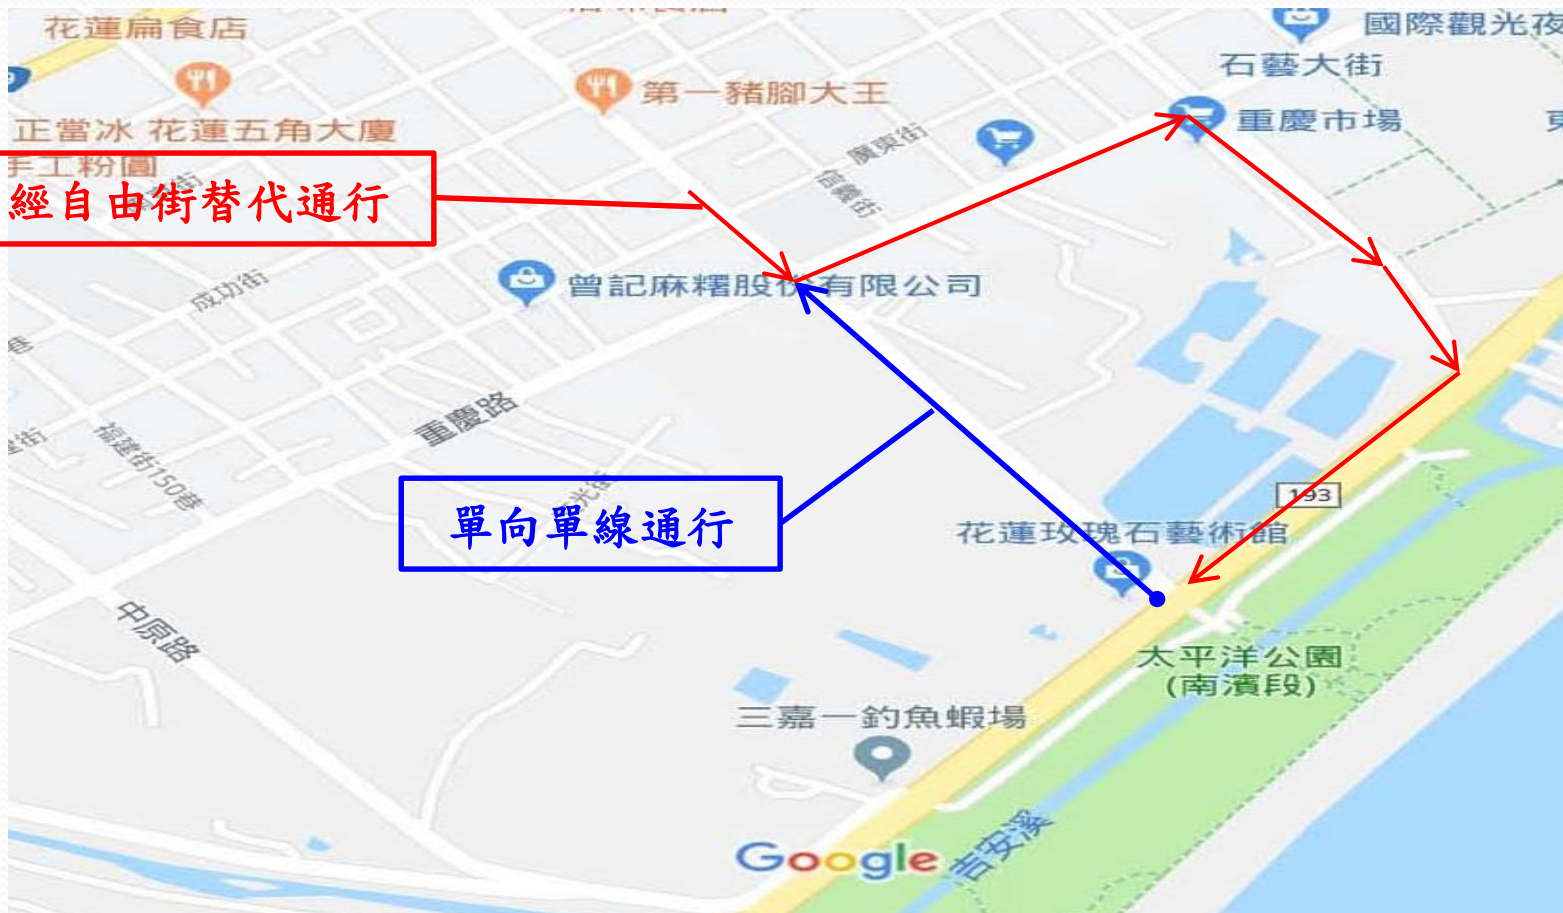 花蓮扁食店
國際觀光夜
石藝大街
第一豬腳大王
重慶市場
正當冰 花蓮五角大廈
手工粉圓
廣東街
信義街
經自由街替代通行
成功街
曾記麻糬股份有限公司
重慶路
福建街150巷
193
單向單線通行
花蓮玫瑰石藝術館
中原路
太平洋公園
(南濱段)
三嘉一釣魚蝦場
吉安溪
Google